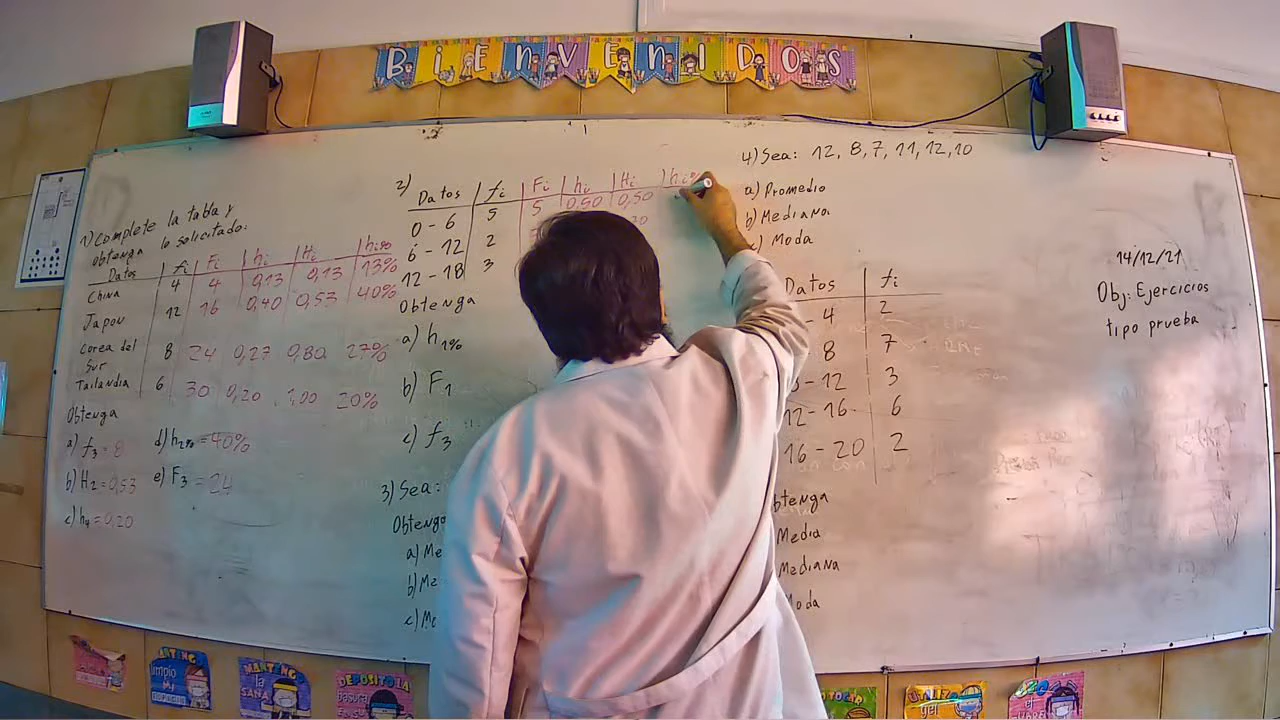 BIENVENIDOS
1) Complete la tabla y
obtenga lo solicitado:
Datos fi Fi hi Hi hi%
China 4 4 0,13 0,13 13%
Japon 12 16 0,40 0,53 40%
Corea del
Sur 8 24 0,27 0,80 27%
Tailandia 6 30 0,20 1,00 20%
Obtenga
a) f3 = 8 d) h2% = 40%
b) H2 = 0,53 e) F3 = 24
c) h4 = 0,20
2) Datos fi Fi hi Hi hi%
0 - 6 5 5 0,50 0,50
6 - 12 2
12 - 18 3
Obtenga
a) h1%
b) F1
c) f3
3) Sea:
Obtenga
a) Me
b) Me
c) Mo
4) Sea: 12, 8, 7, 11, 12, 10
a) Promedio
b) Mediana
c) Moda
Datos fi
- 4 2
8 7
- 12 3
12 - 16 6
16 - 20 2
btenga
Media
Mediana
Moda
14/12/21
Obj: Ejercicios
tipo prueba
LA SANA